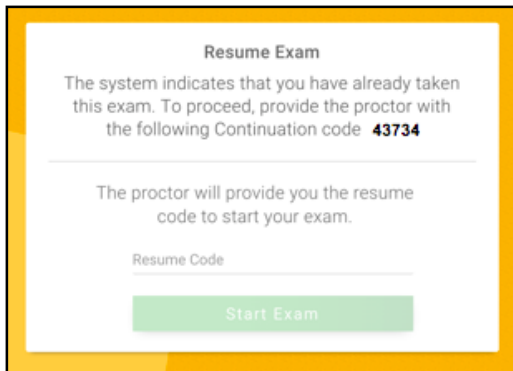 Resume Exam
The system indicates that you have already taken
this exam. To proceed, provide the proctor with
the following Continuation code 43734
The proctor will provide you the resume
code to start your exam.
Resume Code
Start Exam